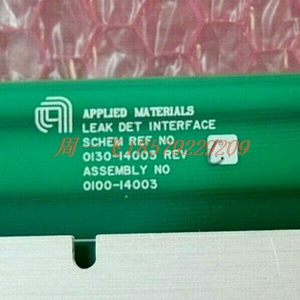 APPLIED MATERIALS
LEAK DET INTERFACE
SCHEM REF NO
0130-14003 REV
ASSEMBLY NO
0100-14003